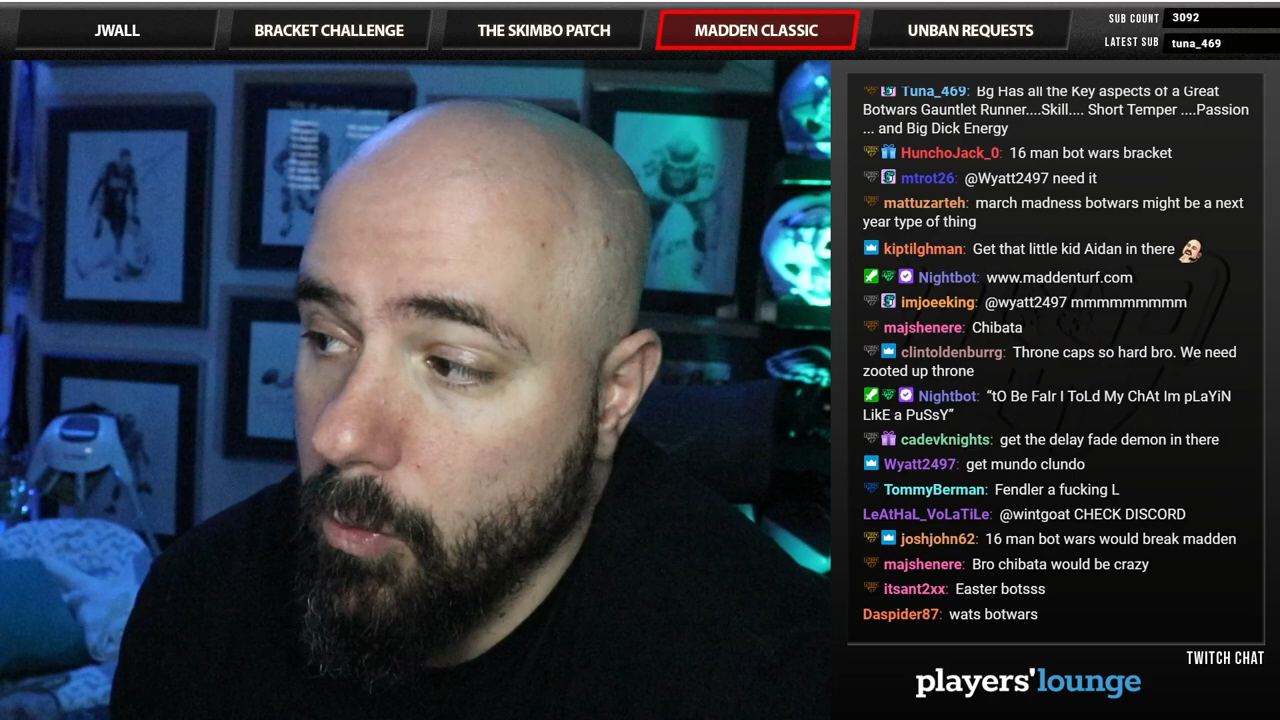 JWALL
BRACKET CHALLENGE
THE SKIMBO PATCH
MADDEN CLASSIC
UNBAN REQUESTS
SUB COUNT 3092
LATEST SUB tuna_469
Tuna_469: Bg Has all the Key aspects of a Great
Botwars Gauntlet Runner....Skill.... Short Temper ....Passion
... and Big Dick Energy
HunchoJack_0: 16 man bot wars bracket
mtrot26: @Wyatt2497 need it
mattuzarteh: march madness botwars might be a next
year type of thing
kiptilghman: Get that little kid Aidan in there
Nightbot: www.maddenturf.com
imjoeeking: @wyatt2497 mmmmmmmmm
majshenere: Chibata
clintoldenburrg: Throne caps so hard bro. We need
zooted up throne
Nightbot: “tO Be FaIr I ToLd My ChAt Im pLaYiN
LikE a PuSsY”
cadevknights: get the delay fade demon in there
Wyatt2497: get mundo clundo
TommyBerman: Fendler a fucking L
LeAtHaL_VoLaTiLe: @wintgoat CHECK DISCORD
joshjohn62: 16 man bot wars would break madden
majshenere: Bro chibata would be crazy
itsant2xx: Easter botsss
Daspider87: wats botwars
TWITCH CHAT
players'lounge